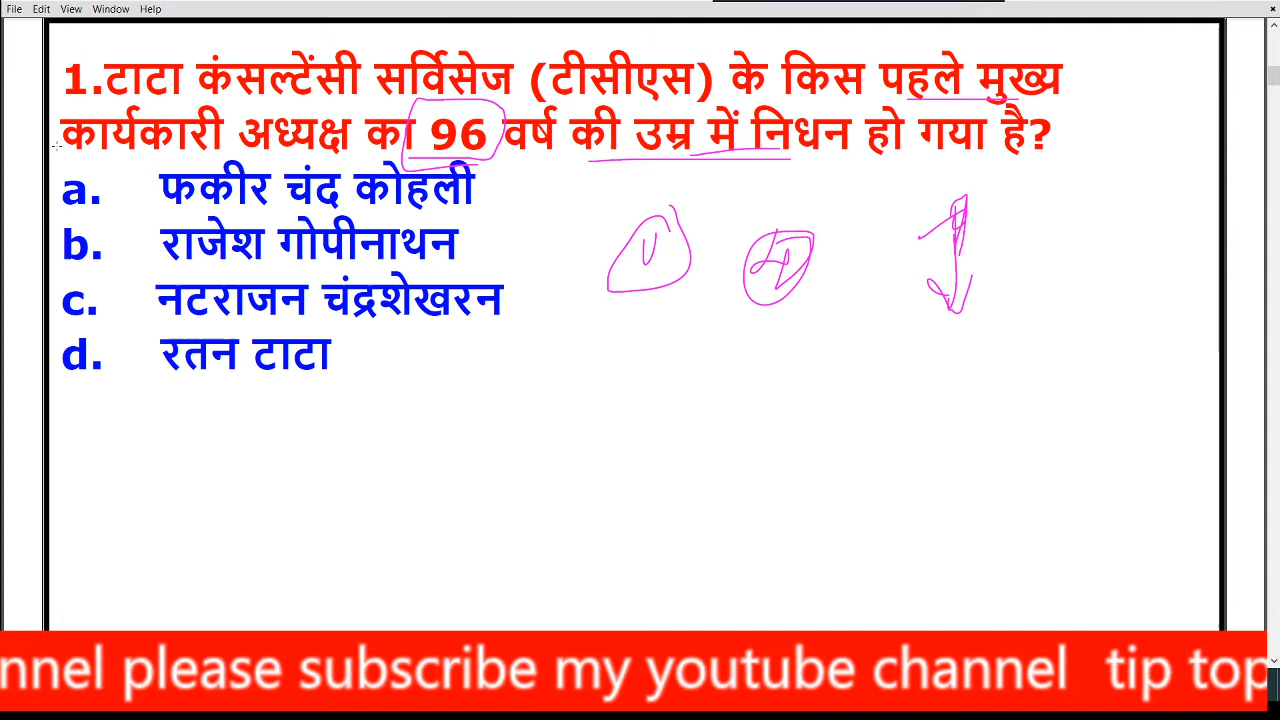 File Edit View Window Help
1.टाटा कंसल्टेंसी सर्विसेज (टीसीएस) के किस पहले मुख्य
कार्यकारी अध्यक्ष का 96 वर्ष की उम्र में निधन हो गया है?
a. फकीर चंद कोहली
b. राजेश गोपीनाथन
c. नटराजन चंद्रशेखरन
d. रतन टाटा
nnel please subscribe my youtube channel tip top